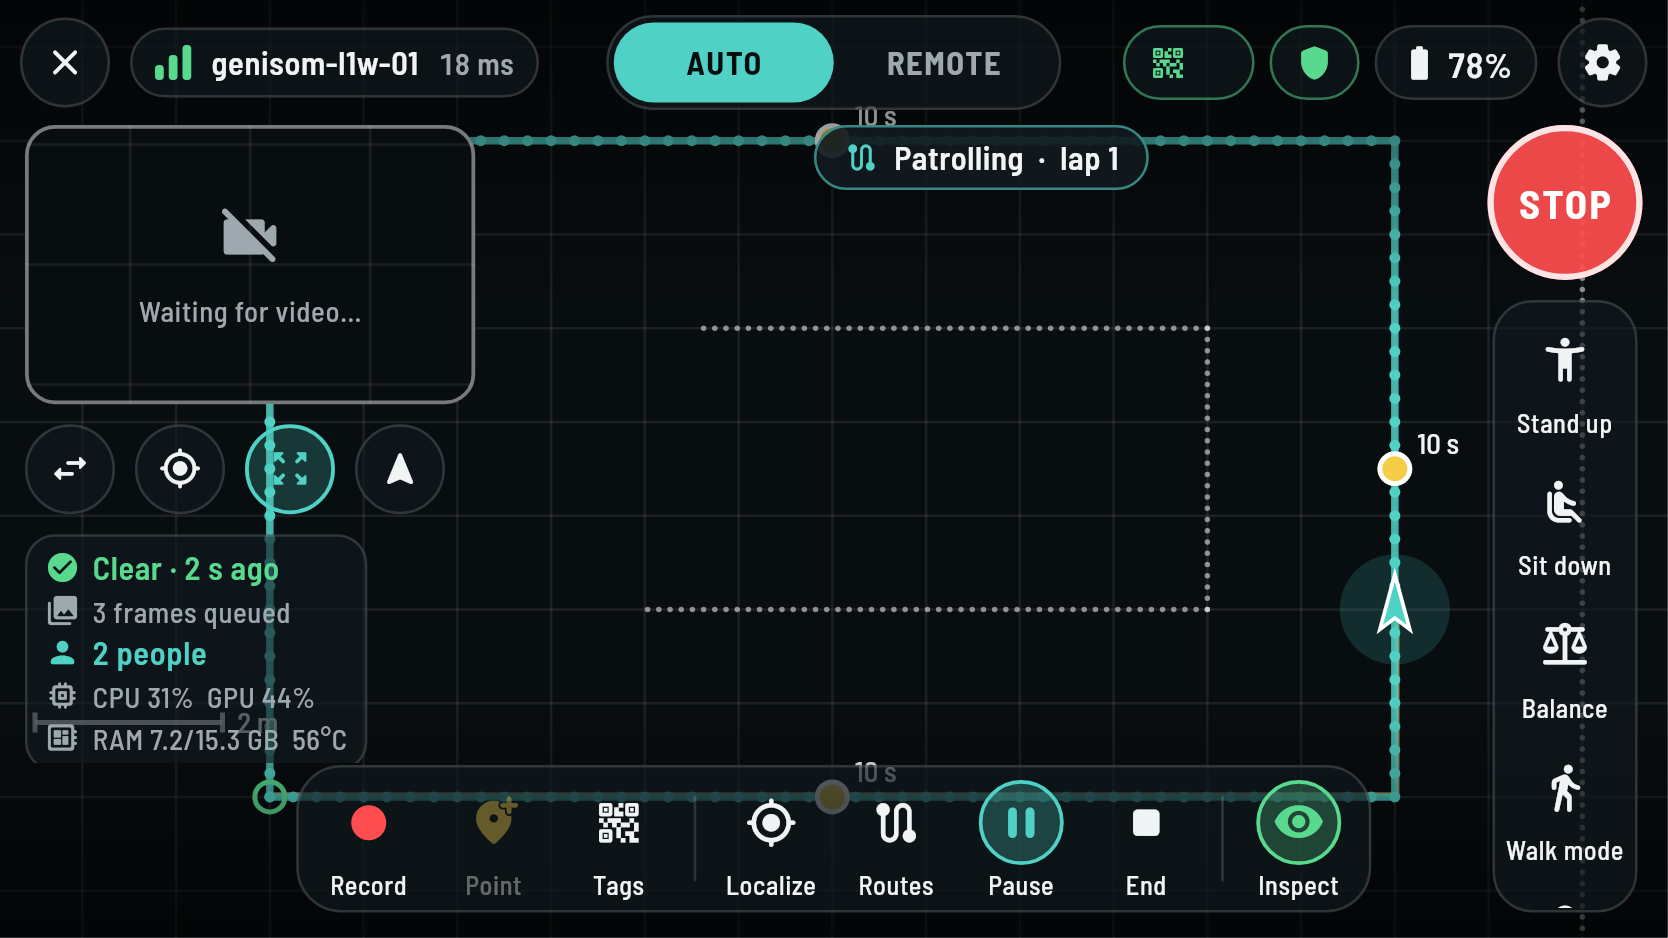 genisom-l1w-01 18 ms
AUTO
REMOTE
78%
10 s
Patrolling · lap 1
STOP
Waiting for video...
Stand up
10 s
Sit down
Clear · 2 s ago
3 frames queued
2 people
CPU 31% GPU 44%
2 m
RAM 7.2/15.3 GB 56°C
Balance
10 s
Walk mode
Record
Point
Tags
Localize
Routes
Pause
End
Inspect